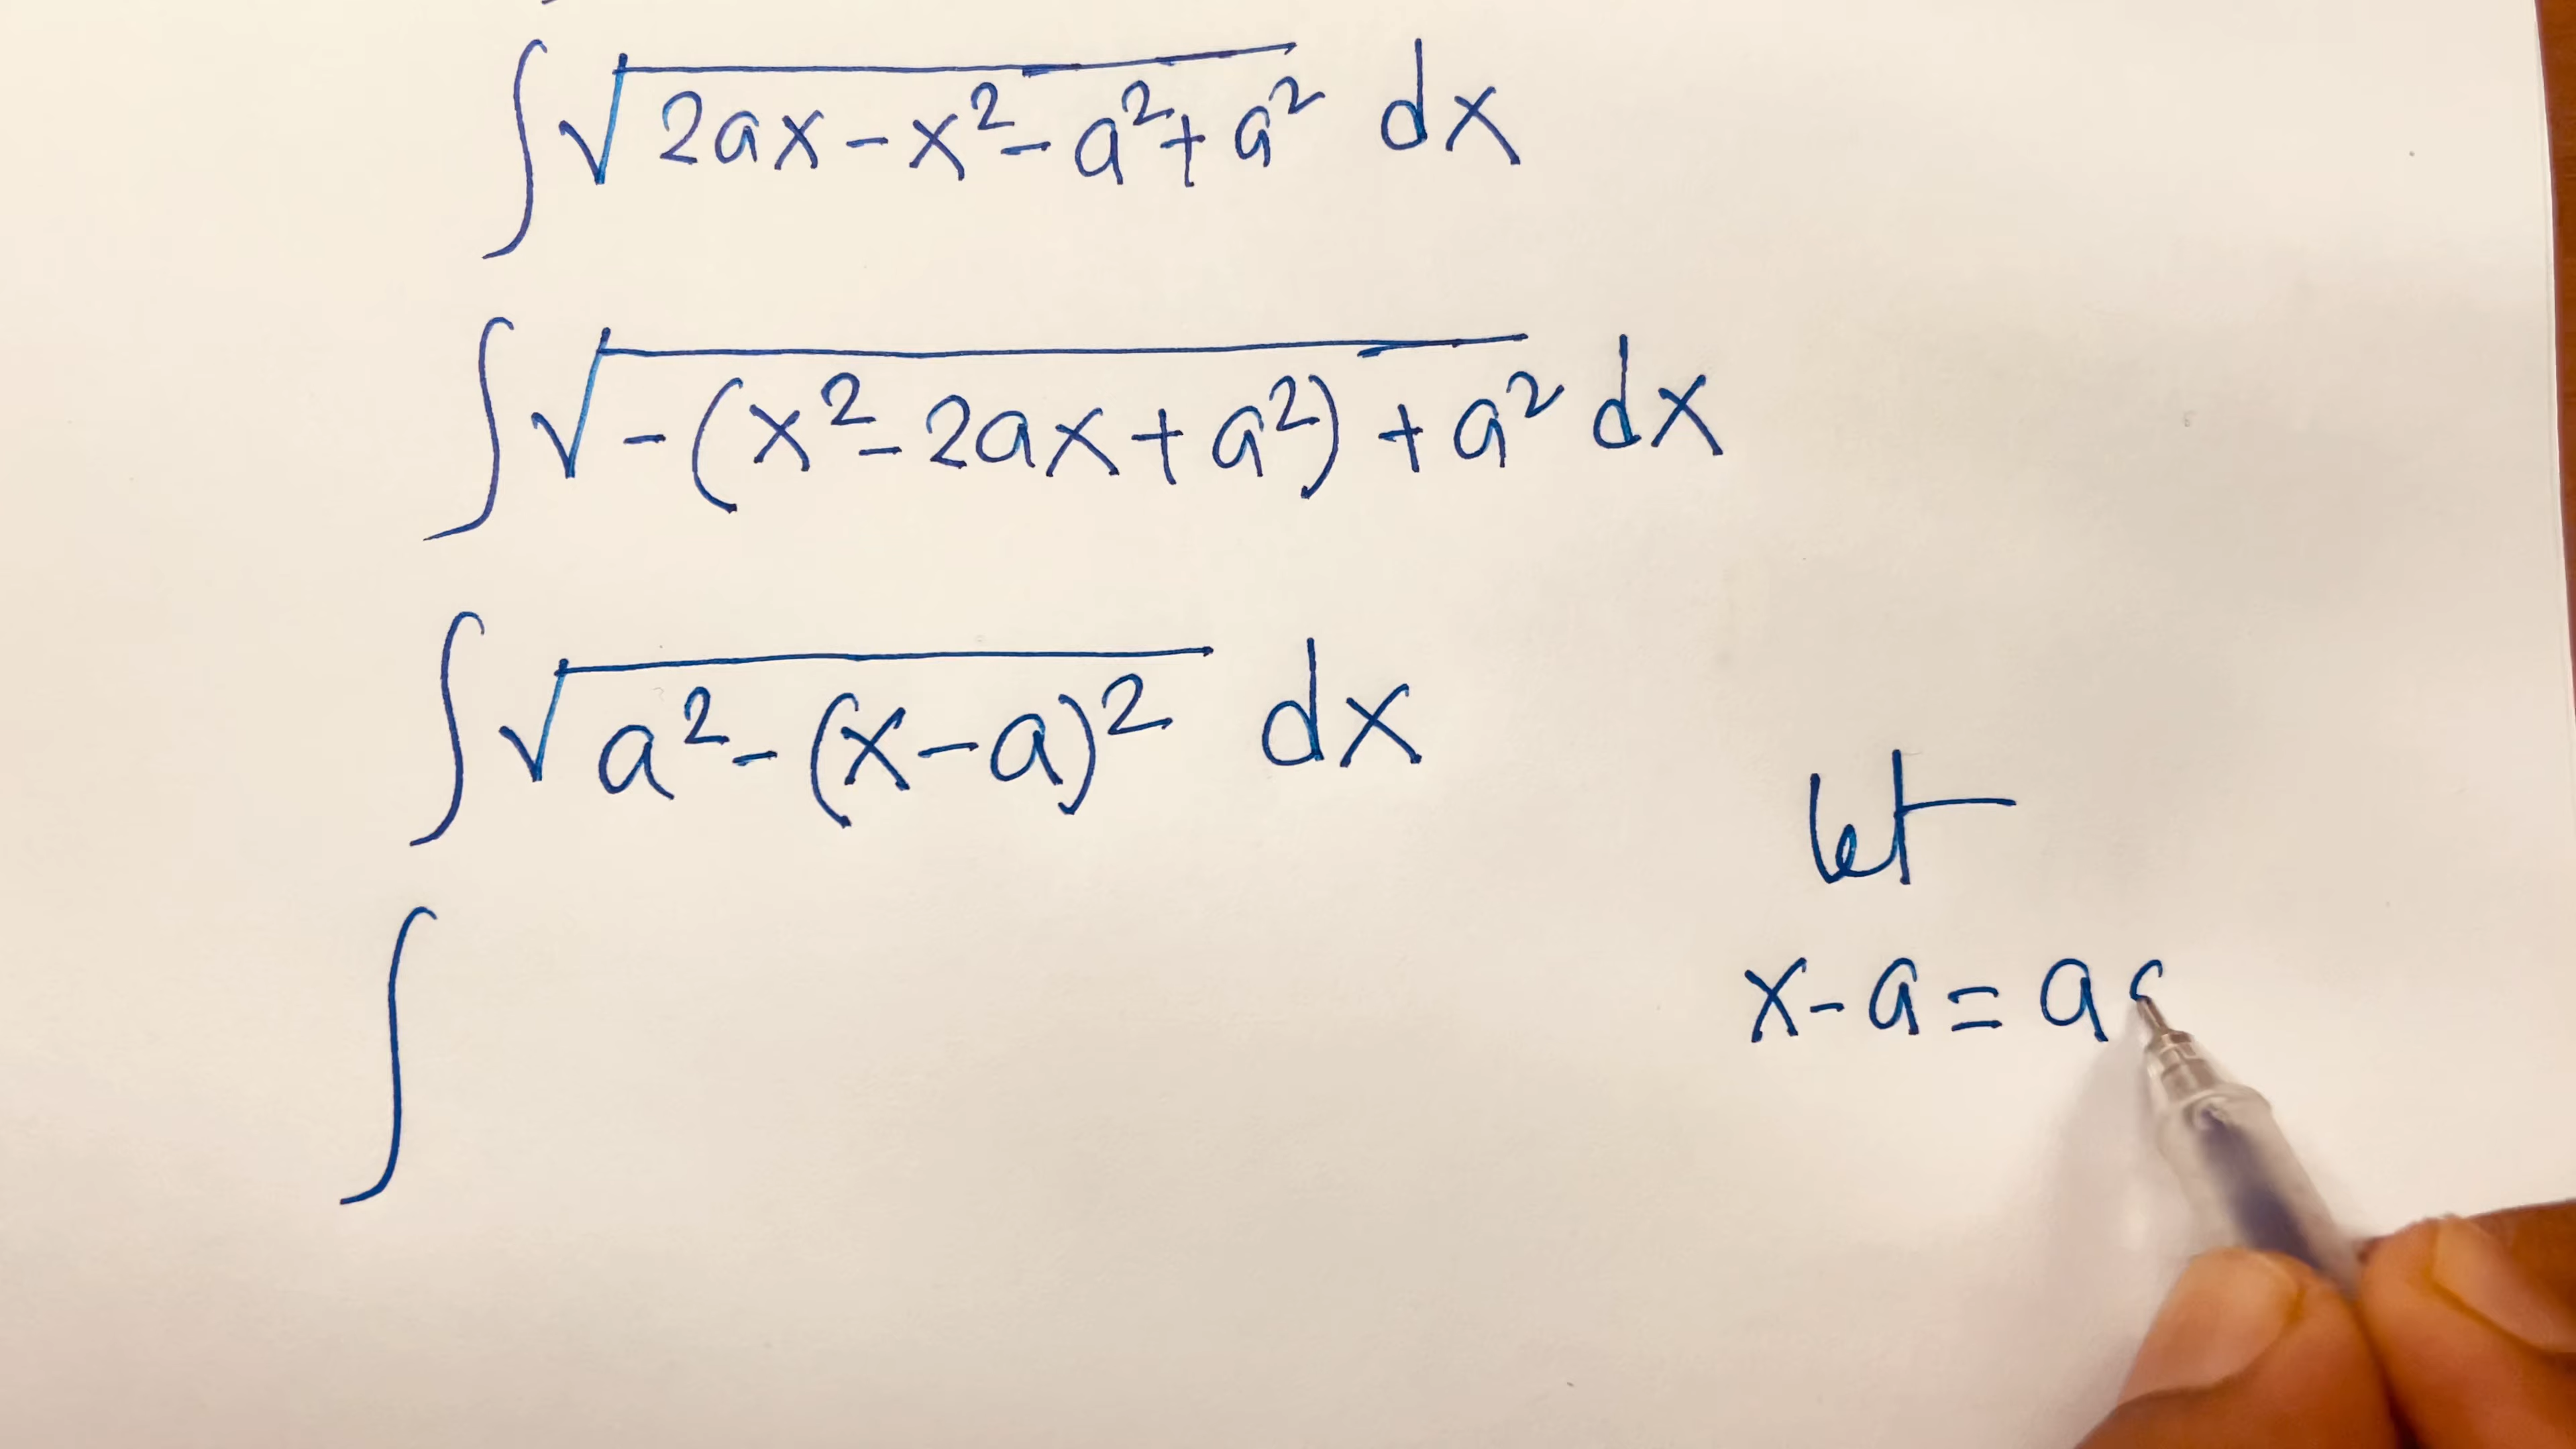 ∫√(2ax-x²-a²+a²) dx
∫√(-(x²-2ax+a²)+a²) dx
∫√(a²-(x-a)²) dx
let
∫
x-a=a